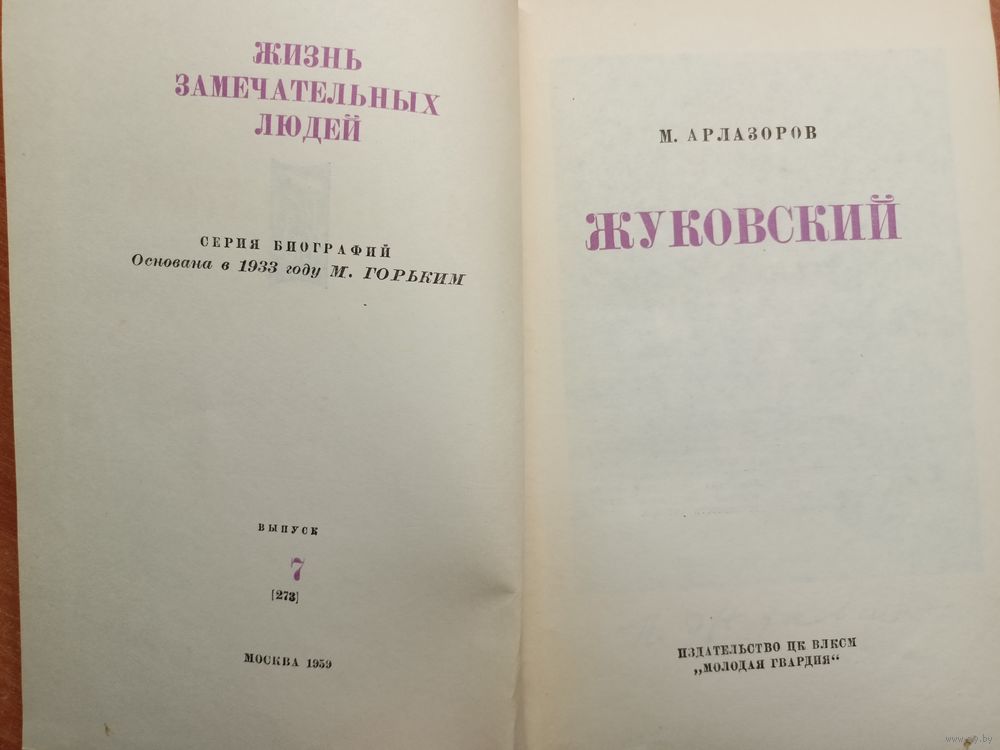 ЖИЗНЬ
ЗАМЕЧАТЕЛЬНЫХ
ЛЮДЕЙ
СЕРИЯ БИОГРАФИЙ
Основана в 1933 году М. ГОРЬКИМ
ВЫПУСК
7
[273]
МОСКВА 1959
М. АРЛАЗОРОВ
ЖУКОВСКИЙ
ИЗДАТЕЛЬСТВО ЦК ВЛКСМ
„МОЛОДАЯ ГВАРДИЯ“